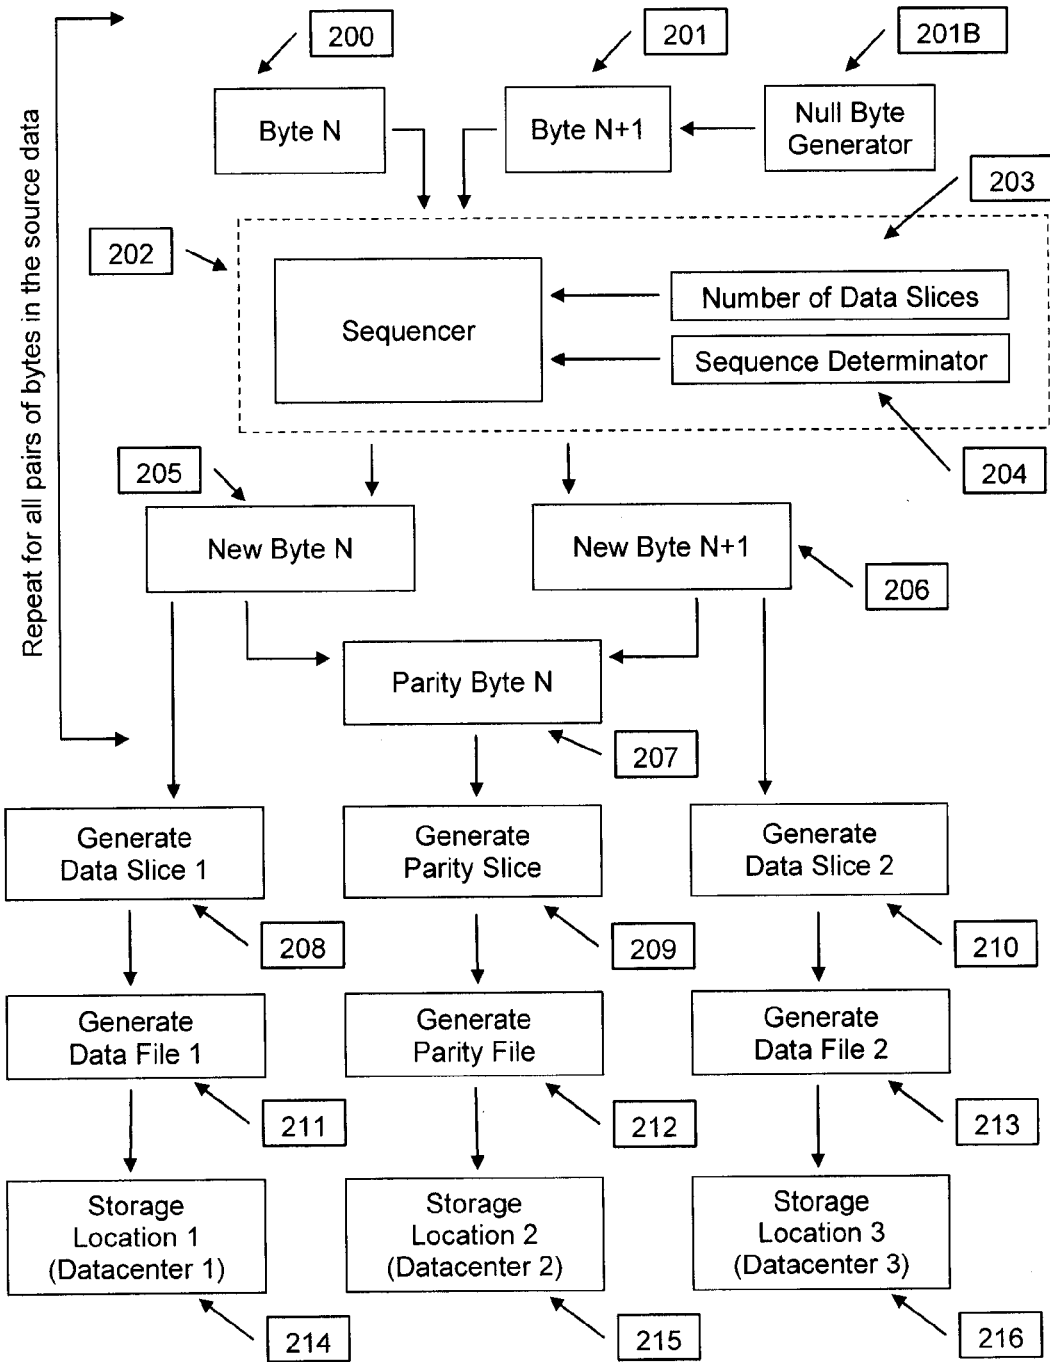 200
201
201B
Byte N
Byte N+1
Null Byte
Generator
203
202
Sequencer
Number of Data Slices
Sequence Determinator
204
205
New Byte N
New Byte N+1
206
Repeat for all pairs of bytes in the source data
Parity Byte N
207
Generate
Data Slice 1
Generate
Parity Slice
Generate
Data Slice 2
208
209
210
Generate
Data File 1
Generate
Parity File
Generate
Data File 2
211
212
213
Storage
Location 1
(Datacenter 1)
Storage
Location 2
(Datacenter 2)
Storage
Location 3
(Datacenter 3)
214
215
216